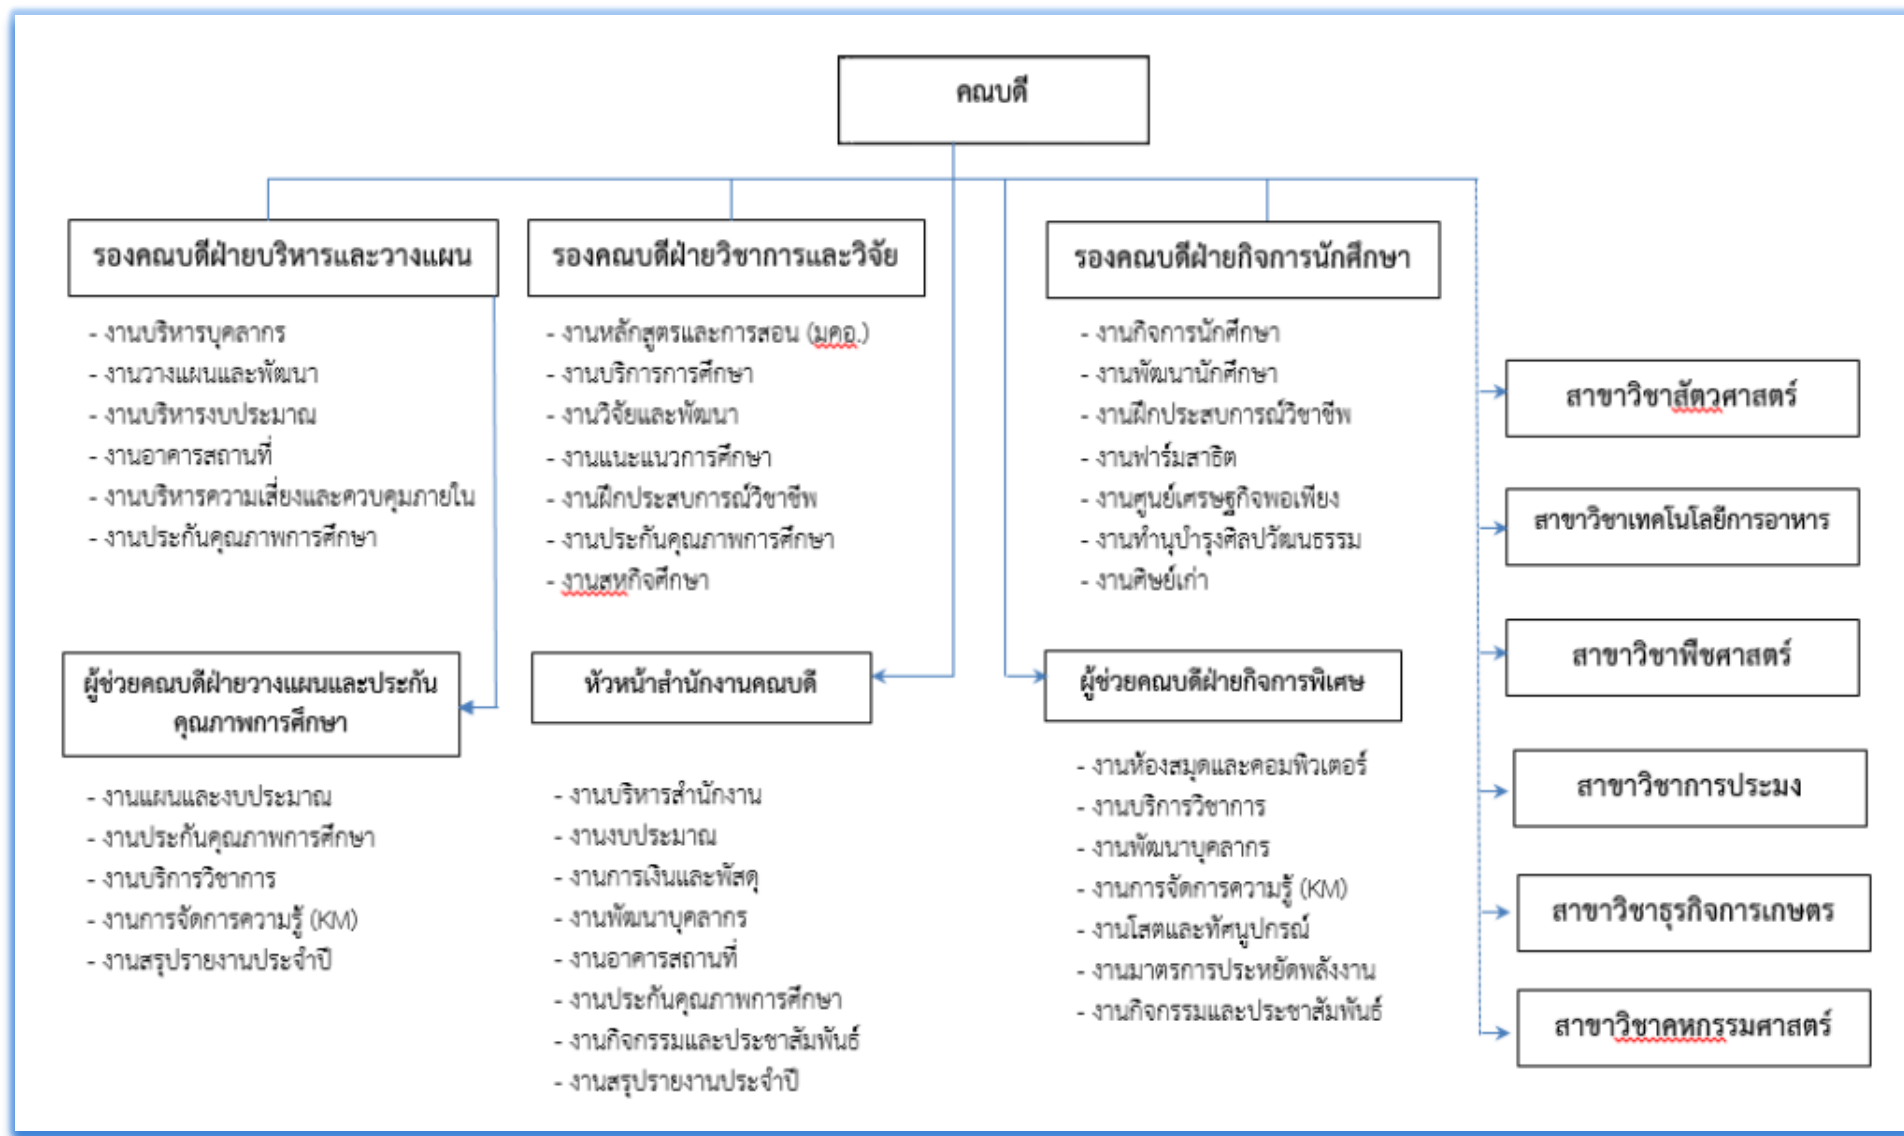 คณบดี
รองคณบดีฝ่ายบริหารและวางแผน
- งานบริหารบุคลากร
- งานวางแผนและพัฒนา
- งานบริหารงบประมาณ
- งานอาคารสถานที่
- งานบริหารความเสี่ยงและควบคุมภายใน
- งานประกันคุณภาพการศึกษา
รองคณบดีฝ่ายวิชาการและวิจัย
- งานหลักสูตรและการสอน (มคอ.)
- งานบริการการศึกษา
- งานวิจัยและพัฒนา
- งานแนะแนวการศึกษา
- งานฝึกประสบการณ์วิชาชีพ
- งานประกันคุณภาพการศึกษา
- งานสหกิจศึกษา
รองคณบดีฝ่ายกิจการนักศึกษา
- งานกิจการนักศึกษา
- งานพัฒนานักศึกษา
- งานฝึกประสบการณ์วิชาชีพ
- งานฟาร์มสาธิต
- งานศูนย์เศรษฐกิจพอเพียง
- งานทำนุบำรุงศิลปวัฒนธรรม
- งานศิษย์เก่า
ผู้ช่วยคณบดีฝ่ายวางแผนและประกัน
คุณภาพการศึกษา
- งานแผนและงบประมาณ
- งานประกันคุณภาพการศึกษา
- งานบริการวิชาการ
- งานการจัดการความรู้ (KM)
- งานสรุปรายงานประจำปี
หัวหน้าสำนักงานคณบดี
- งานบริหารสำนักงาน
- งานงบประมาณ
- งานการเงินและพัสดุ
- งานพัฒนาบุคลากร
- งานอาคารสถานที่
- งานประกันคุณภาพการศึกษา
- งานกิจกรรมและประชาสัมพันธ์
- งานสรุปรายงานประจำปี
ผู้ช่วยคณบดีฝ่ายกิจการพิเศษ
- งานห้องสมุดและคอมพิวเตอร์
- งานบริการวิชาการ
- งานพัฒนาบุคลากร
- งานการจัดการความรู้ (KM)
- งานโสตและทัศนูปกรณ์
- งานมาตรการประหยัดพลังงาน
- งานกิจกรรมและประชาสัมพันธ์
สาขาวิชาสัตวศาสตร์
สาขาวิชาเทคโนโลยีการอาหาร
สาขาวิชาพืชศาสตร์
สาขาวิชาการประมง
สาขาวิชาธุรกิจการเกษตร
สาขาวิชาคหกรรมศาสตร์